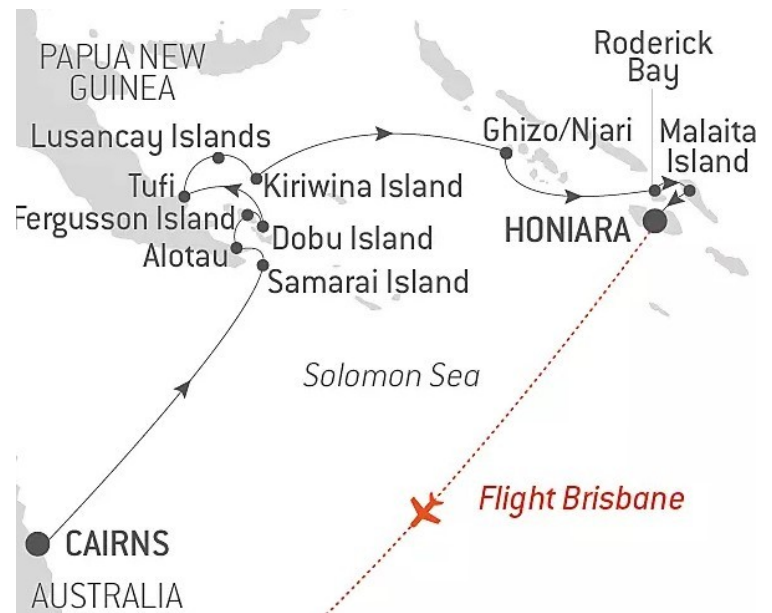 PAPUA NEW
GUINEA
Roderick
Bay
Lusancay Islands
Ghizo/Njari
Malaita
Island
Tufi
Kiriwina Island
Fergusson Island
HONIARA
Dobu Island
Alotau
Samarai Island
Solomon Sea
Flight Brisbane
CAIRNS
AUSTRALIA